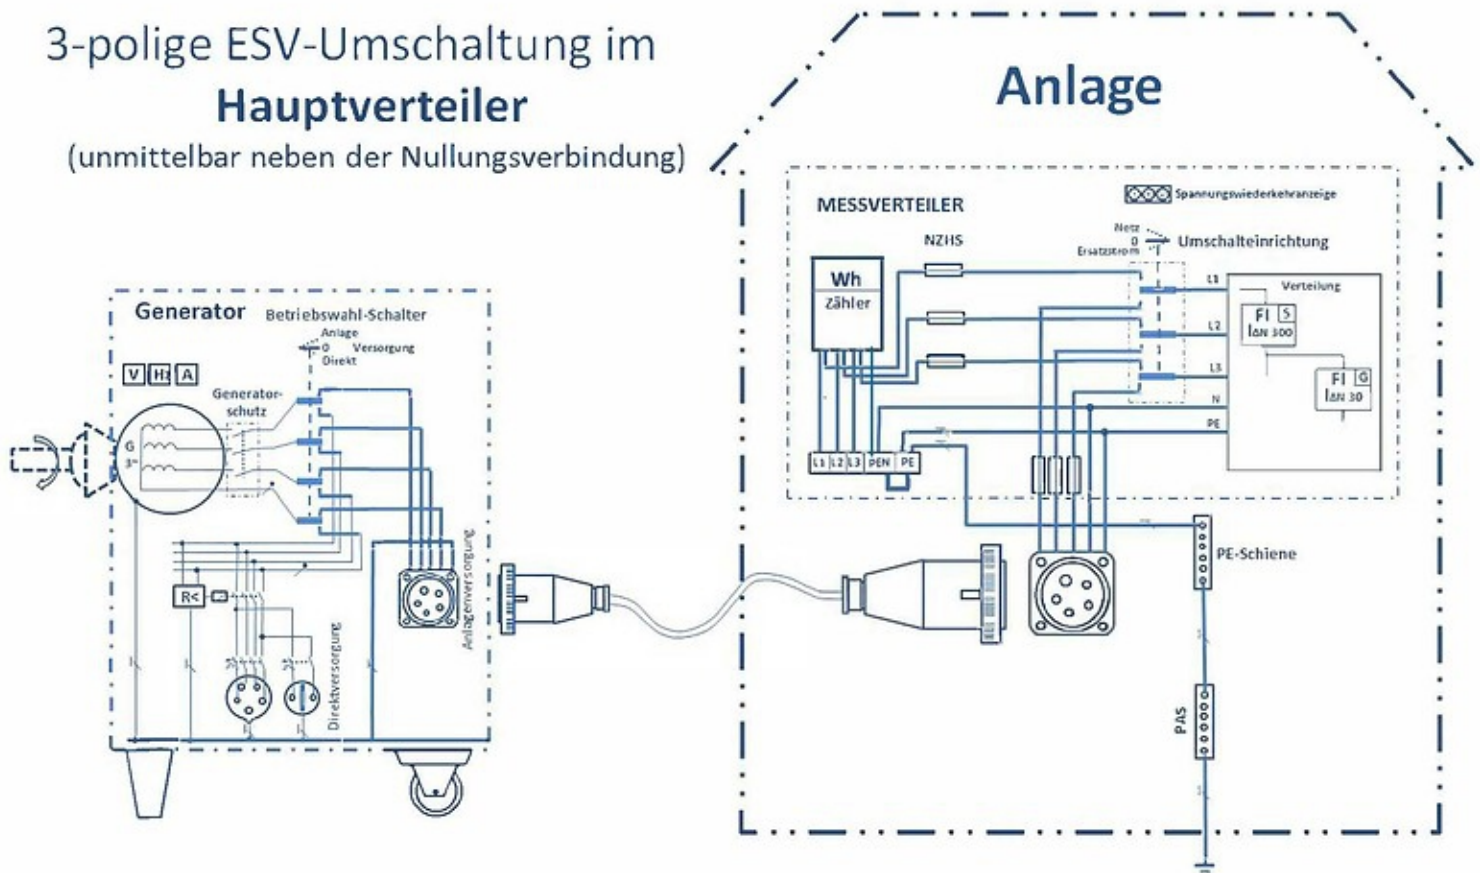 3-polige ESV-Umschaltung im
Hauptverteiler
(unmittelbar neben der Nullungsverbindung)
Anlage
MESSVERTEILER
Spannungswiederkehranzeige
NZHS
Netz
0
Ersatzstrom
Umschalteinrichtung
Wh
Zähler
L1
L2
L3
N
PE
Verteilung
FI S
IΔN 300
FI G
IΔN 30
L1 L2 L3 PEN PE
PE-Schiene
PAS
Generator
Betriebswahl-Schalter
Anlage
0 Versorgung
Direkt
V Hz A
Generator-
schutz
G
3~
R<
Direktversorgung
Anlagenversorgung